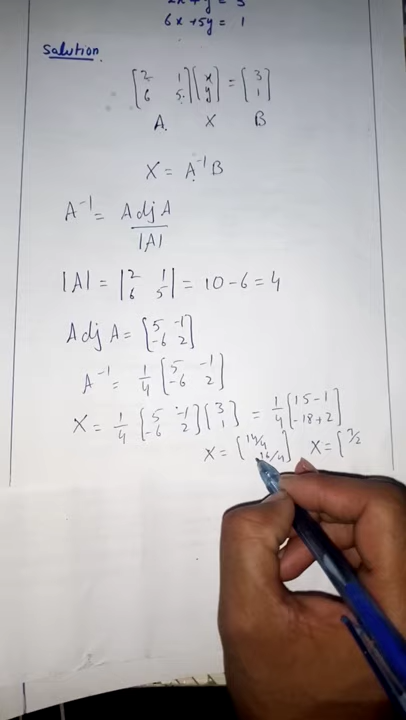 2x+y = 3
6x+5y = 1
Solution
[2 1
6 5] [x
y] = [3
1]
A X B
X = A⁻¹B
A⁻¹ = Adj A
|A|
|A| = |2 1
6 5| = 10-6 = 4
Adj A = [5 -1
-6 2]
A⁻¹ = 1/4 [5 -1
-6 2]
X = 1/4 [5 -1
-6 2] [3
1] = 1/4 [15-1
-18+2]
X = [14/4
-16/4] X = [7/2